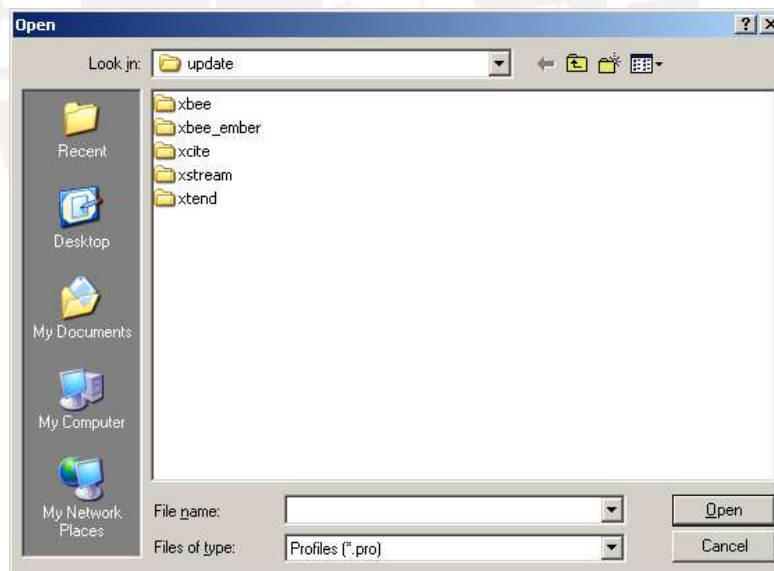 Open
Look in: update
xbee
xbee_ember
xcite
xstream
xtend
Recent
Desktop
My Documents
My Computer
My Network
Places
File name:
Open
Files of type: Profiles (*.pro)
Cancel